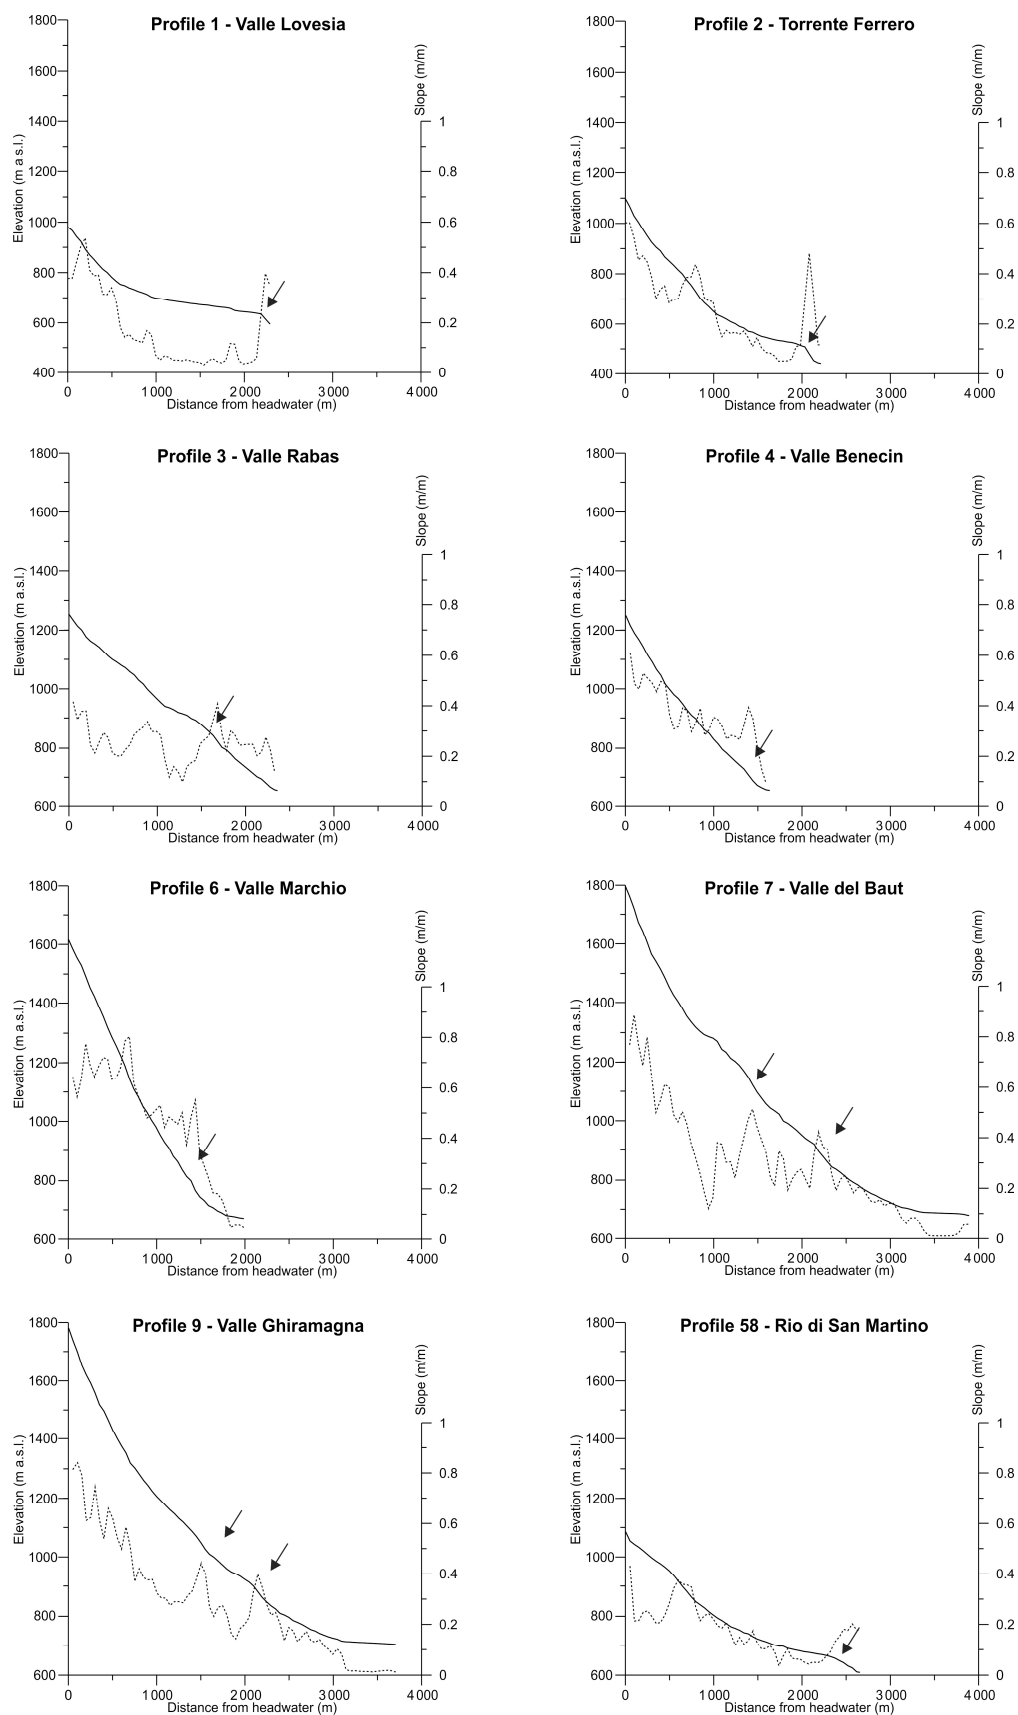 Profile 1 - Valle Lovesia
1800
1600
1400
1200
1000
800
600
400
Elevation (m a.s.l.)
Slope (m/m)
1
0.8
0.6
0.4
0.2
0
0 1000 2000 3000 4000
Distance from headwater (m)
Profile 2 - Torrente Ferrero
1800
1600
1400
1200
1000
800
600
400
Elevation (m a.s.l.)
Slope (m/m)
1
0.8
0.6
0.4
0.2
0
0 1000 2000 3000 4000
Distance from headwater (m)
Profile 3 - Valle Rabas
1800
1600
1400
1200
1000
800
600
Elevation (m a.s.l.)
Slope (m/m)
1
0.8
0.6
0.4
0.2
0
0 1000 2000 3000 4000
Distance from headwater (m)
Profile 4 - Valle Benecin
1800
1600
1400
1200
1000
800
600
Elevation (m a.s.l.)
Slope (m/m)
1
0.8
0.6
0.4
0.2
0
0 1000 2000 3000 4000
Distance from headwater (m)
Profile 6 - Valle Marchio
1800
1600
1400
1200
1000
800
600
Elevation (m a.s.l.)
Slope (m/m)
1
0.8
0.6
0.4
0.2
0
0 1000 2000 3000 4000
Distance from headwater (m)
Profile 7 - Valle del Baut
1800
1600
1400
1200
1000
800
600
Elevation (m a.s.l.)
Slope (m/m)
1
0.8
0.6
0.4
0.2
0
0 1000 2000 3000 4000
Distance from headwater (m)
Profile 9 - Valle Ghiramagna
1800
1600
1400
1200
1000
800
600
Elevation (m a.s.l.)
Slope (m/m)
1
0.8
0.6
0.4
0.2
0
0 1000 2000 3000 4000
Distance from headwater (m)
Profile 58 - Rio di San Martino
1800
1600
1400
1200
1000
800
600
Elevation (m a.s.l.)
Slope (m/m)
1
0.8
0.6
0.4
0.2
0
0 1000 2000 3000 4000
Distance from headwater (m)